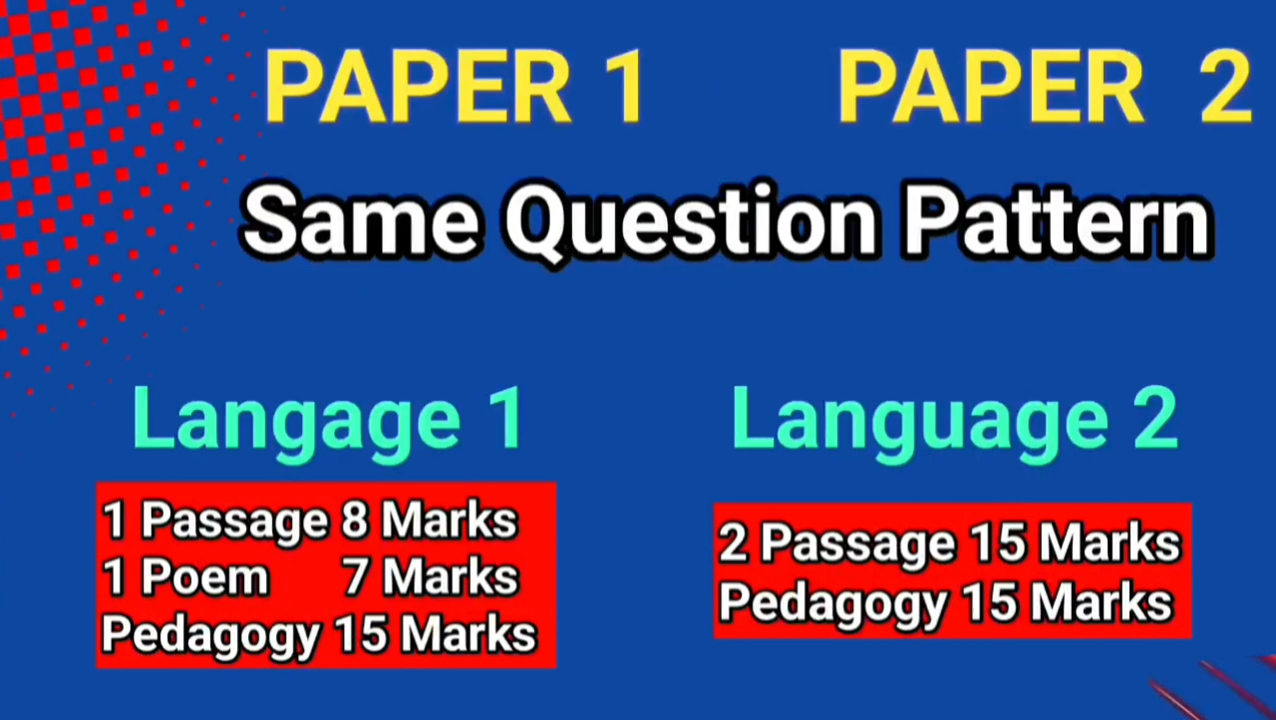 PAPER 1 PAPER 2
Same Question Pattern
Langage 1
1 Passage 8 Marks
1 Poem 7 Marks
Pedagogy 15 Marks
Language 2
2 Passage 15 Marks
Pedagogy 15 Marks